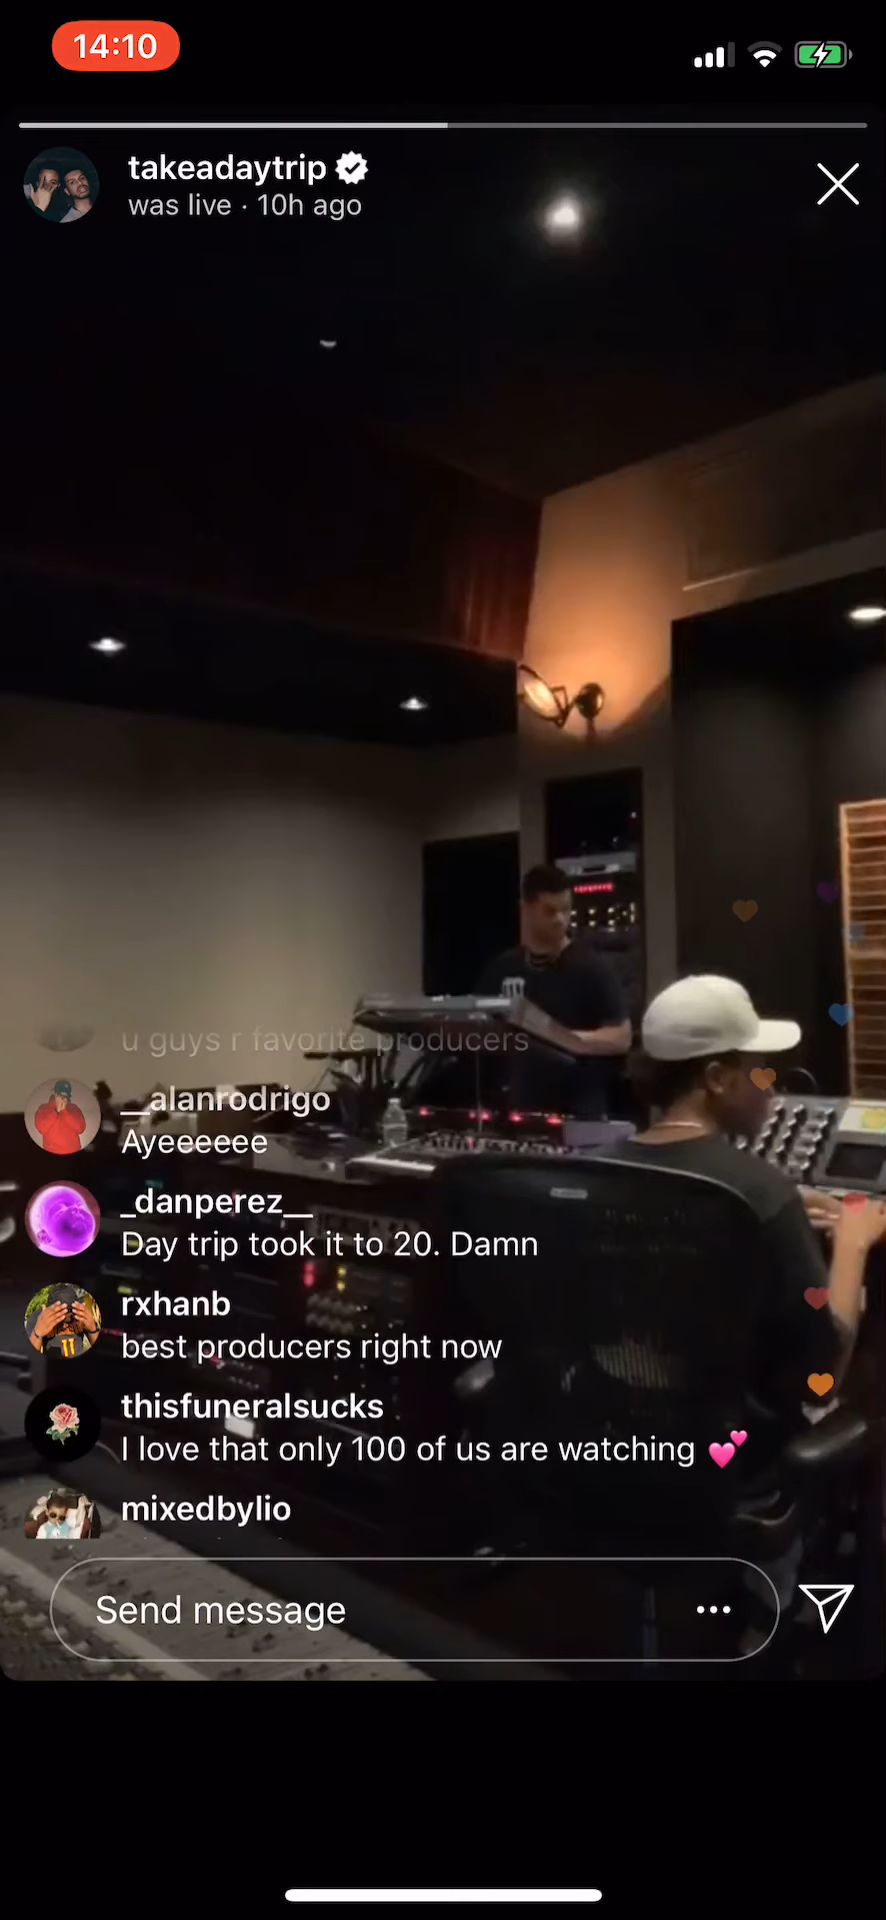 14:10
takeadaytrip
was live · 10h ago
u guys r favorite producers
__alanrodrigo
Ayeeeeee
_danperez__
Day trip took it to 20. Damn
rxhanb
best producers right now
thisfuneralsucks
I love that only 100 of us are watching 💕
mixedbylio
Send message